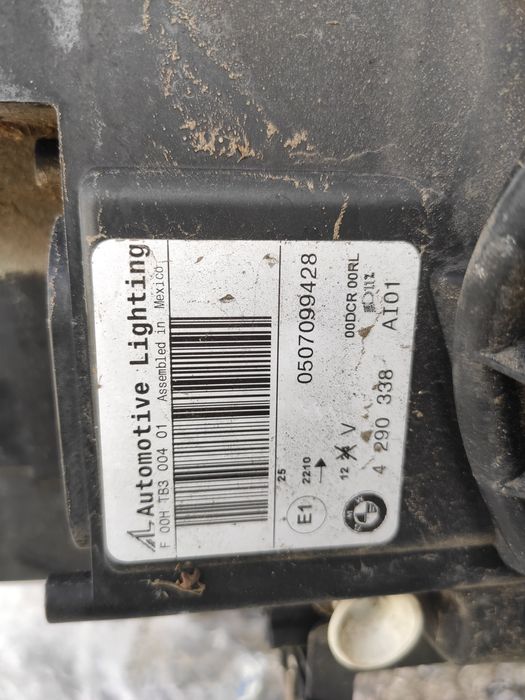 Automotive Lighting
F 00H TB3 004 01 Assembled in Mexico
0507099428
25
E1 2210 → 00DCR 00RL
12 24 V
4 290 338 AI01